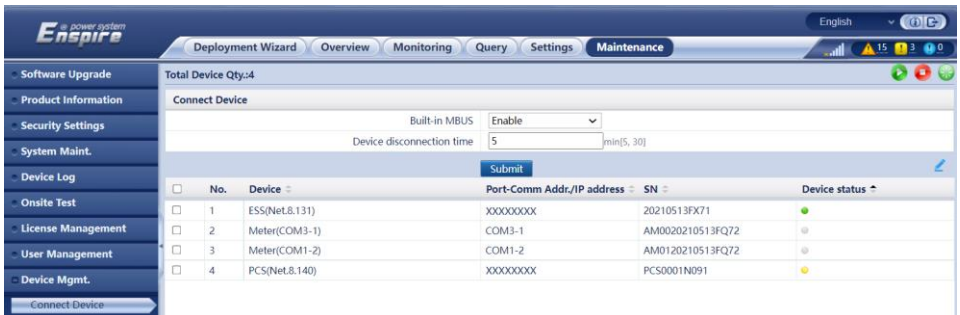 e power system
Enspire
English
Deployment Wizard Overview Monitoring Query Settings Maintenance
15 3 0
Software Upgrade
Product Information
Security Settings
System Maint.
Device Log
Onsite Test
License Management
User Management
Device Mgmt.
Connect Device
Total Device Qty.:4
Connect Device
Built-in MBUS Enable
Device disconnection time 5 min[5, 30]
Submit
No. Device Port-Comm Addr./IP address SN Device status
1 ESS(Net.8.131) XXXXXXXX 20210513FX71
2 Meter(COM3-1) COM3-1 AM0020210513FQ72
3 Meter(COM1-2) COM1-2 AM0120210513FQ72
4 PCS(Net.8.140) XXXXXXXX PCS0001N091